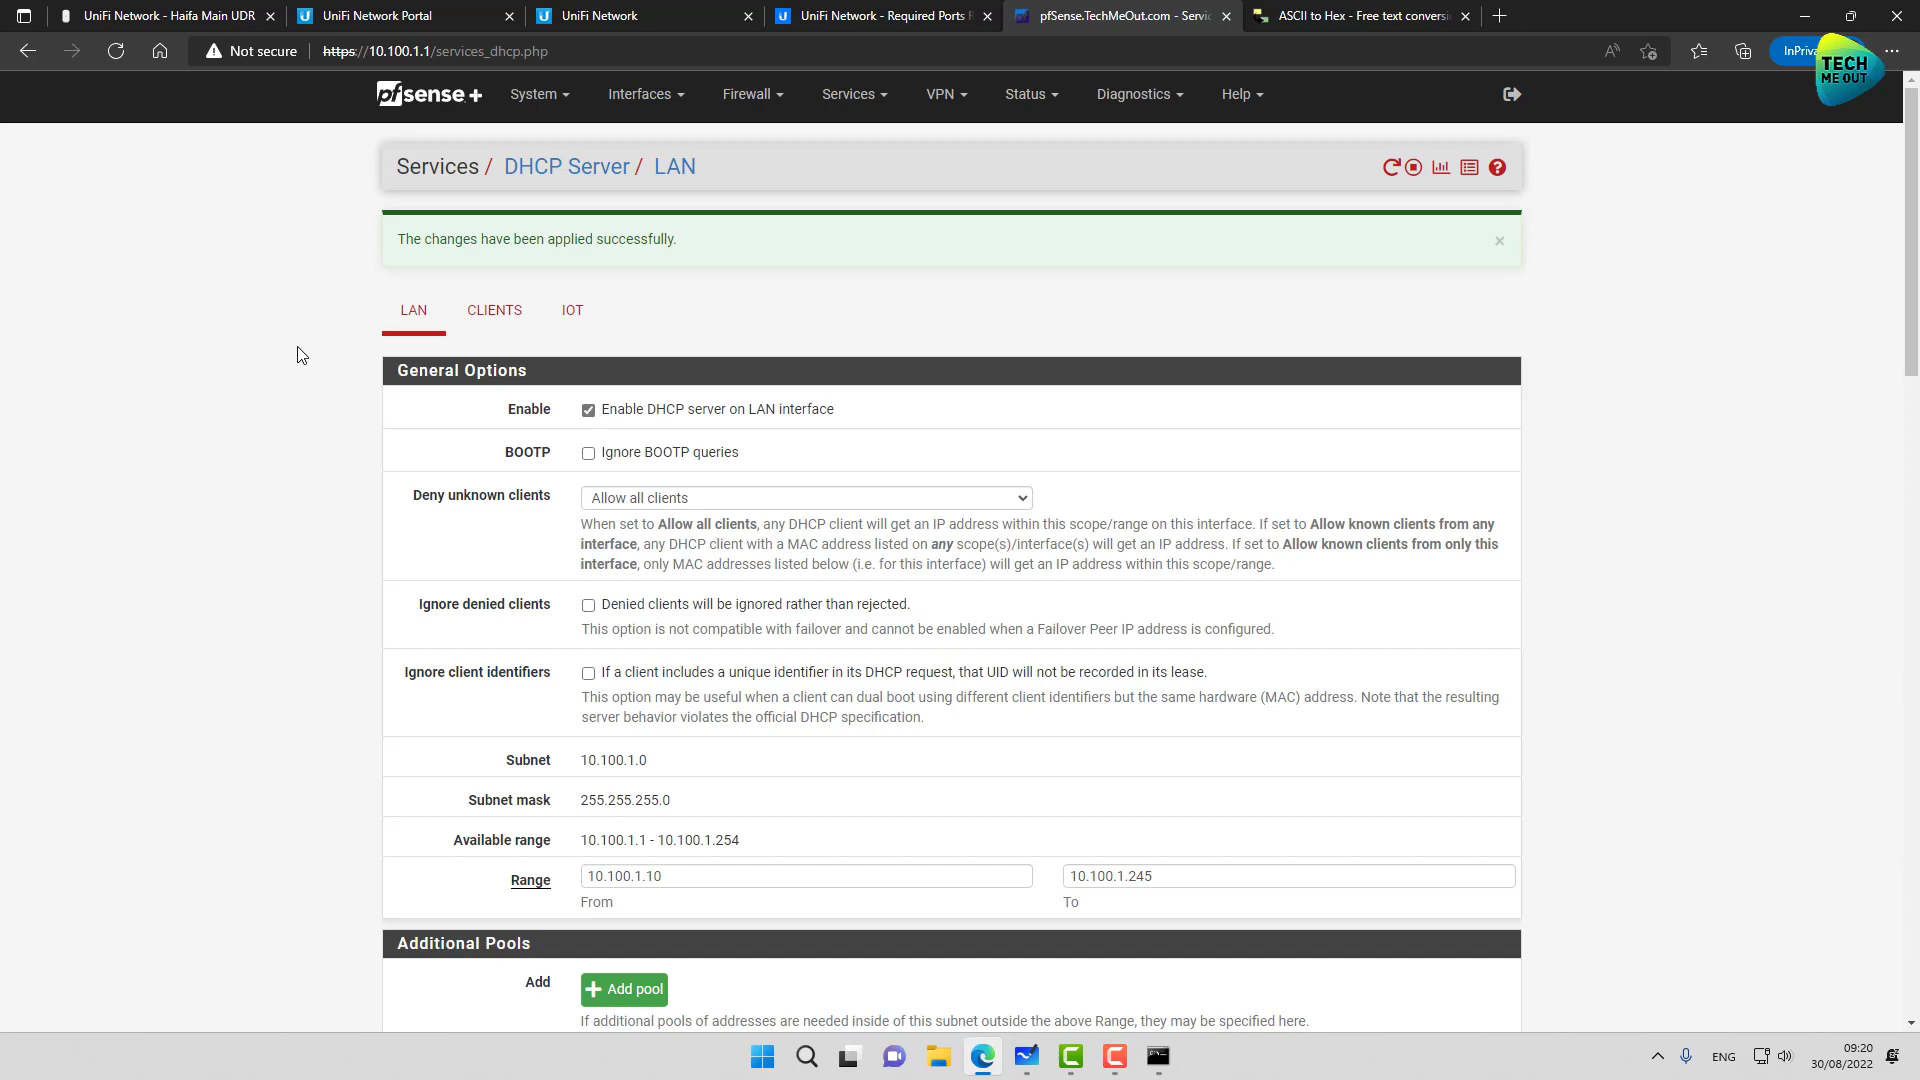 UniFi Network - Haifa Main UDR
UniFi Network Portal
UniFi Network
UniFi Network - Required Ports R
pfSense.TechMeOut.com - Servic
ASCII to Hex - Free text conversi
Not secure
https://10.100.1.1/services_dhcp.php
InPriva
TECH
ME OUT
pfsense +
System
Interfaces
Firewall
Services
VPN
Status
Diagnostics
Help
Services / DHCP Server / LAN
The changes have been applied successfully.
×
LAN
CLIENTS
IOT
General Options
Enable
Enable DHCP server on LAN interface
BOOTP
Ignore BOOTP queries
Deny unknown clients
Allow all clients
When set to Allow all clients, any DHCP client will get an IP address within this scope/range on this interface. If set to Allow known clients from any
interface, any DHCP client with a MAC address listed on any scope(s)/interface(s) will get an IP address. If set to Allow known clients from only this
interface, only MAC addresses listed below (i.e. for this interface) will get an IP address within this scope/range.
Ignore denied clients
Denied clients will be ignored rather than rejected.
This option is not compatible with failover and cannot be enabled when a Failover Peer IP address is configured.
Ignore client identifiers
If a client includes a unique identifier in its DHCP request, that UID will not be recorded in its lease.
This option may be useful when a client can dual boot using different client identifiers but the same hardware (MAC) address. Note that the resulting
server behavior violates the official DHCP specification.
Subnet
10.100.1.0
Subnet mask
255.255.255.0
Available range
10.100.1.1 - 10.100.1.254
Range
10.100.1.10
10.100.1.245
From
To
Additional Pools
Add
Add pool
If additional pools of addresses are needed inside of this subnet outside the above Range, they may be specified here.
ENG
09:20
30/08/2022